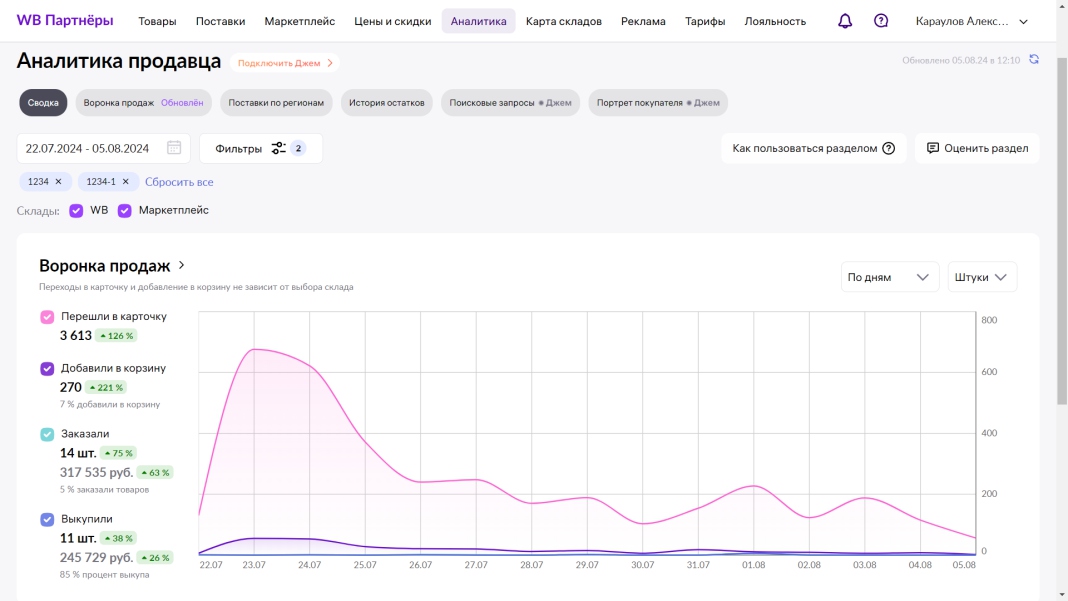 WB Партнёры Товары Поставки Маркетплейс Цены и скидки Аналитика Карта складов Реклама Тарифы Лояльность Караулов Алекс...
Аналитика продавца Подключить Джем Обновлено 05.08.24 в 12:10
Сводка Воронка продаж Обновлён Поставки по регионам История остатков Поисковые запросы Джем Портрет покупателя Джем
22.07.2024 - 05.08.2024 Фильтры 2 Как пользоваться разделом Оценить раздел
1234 1234-1 Сбросить все
Склады: WB Маркетплейс
Воронка продаж
Переходы в карточку и добавление в корзину не зависит от выбора склада
По дням Штуки
Перешли в карточку
3 613 126 %
Добавили в корзину
270 221 %
7 % добавили в корзину
Заказали
14 шт. 75 %
317 535 руб. 63 %
5 % заказали товаров
Выкупили
11 шт. 38 %
245 729 руб. 26 %
85 % процент выкупа
800
600
400
200
0
22.07 23.07 24.07 25.07 26.07 27.07 28.07 29.07 30.07 31.07 01.08 02.08 03.08 04.08 05.08